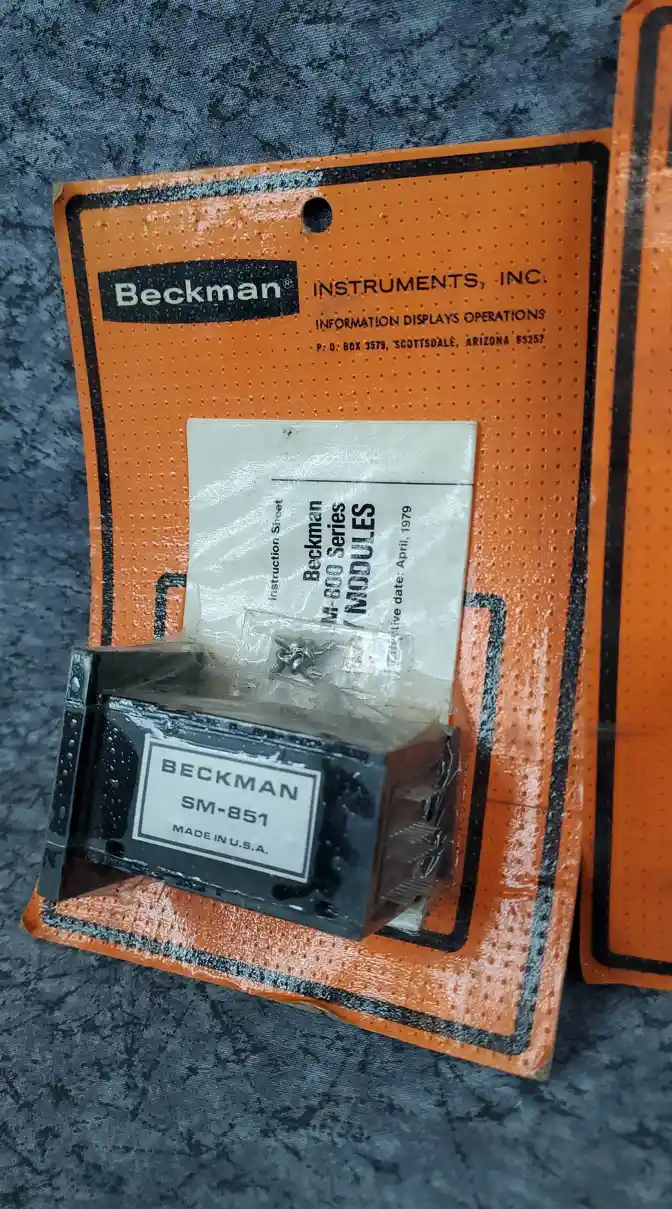 Beckman® INSTRUMENTS, INC.
INFORMATION DISPLAYS OPERATIONS
P. O. BOX 3579, SCOTTSDALE, ARIZONA 85257
Instruction Sheet
Beckman
M-800 Series
MODULES
tive date: April, 1979
BECKMAN
SM-851
MADE IN U.S.A.